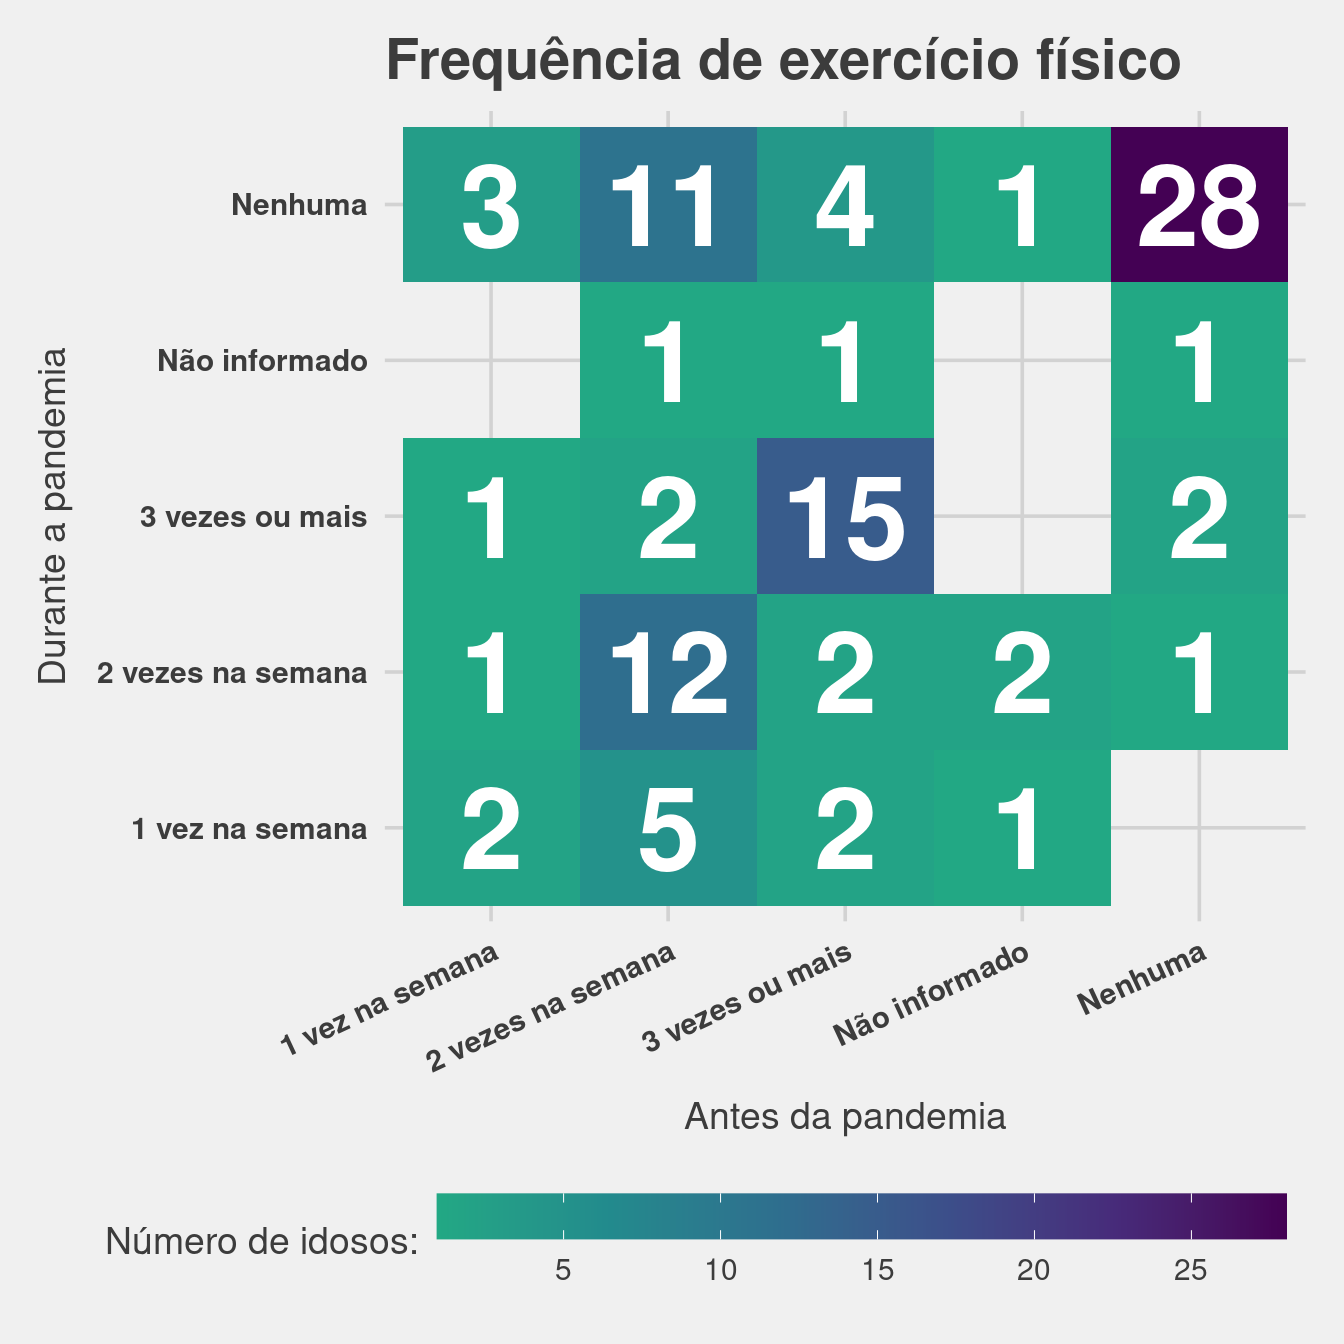 Frequência de exercício físico
Durante a pandemia
Nenhuma 3 11 4 1 28
Não informado 1 1 1
3 vezes ou mais 1 2 15 2
2 vezes na semana 1 12 2 2 1
1 vez na semana 2 5 2 1
1 vez na semana 2 vezes na semana 3 vezes ou mais Não informado Nenhuma
Antes da pandemia
Número de idosos:
5 10 15 20 25